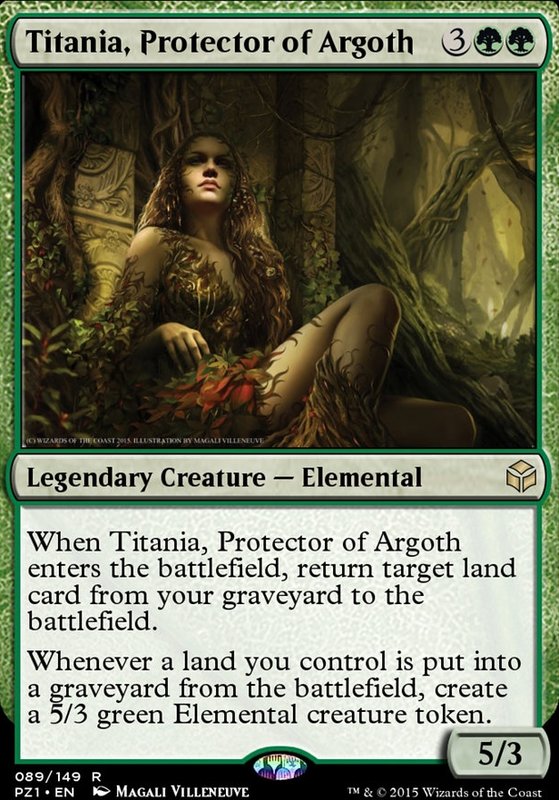 Titania, Protector of Argoth 3
(C) WIZARDS OF THE COAST 2015. ILLUSTRATION BY MAGALI VILLENEUVE
Legendary Creature — Elemental
When Titania, Protector of Argoth
enters the battlefield, return target land
card from your graveyard to the
battlefield.
Whenever a land you control is put into
a graveyard from the battlefield, create
a 5/3 green Elemental creature token.
5/3
089/149 R
PZ1 • EN MAGALI VILLENEUVE
™ & © 2015 Wizards of the Coast